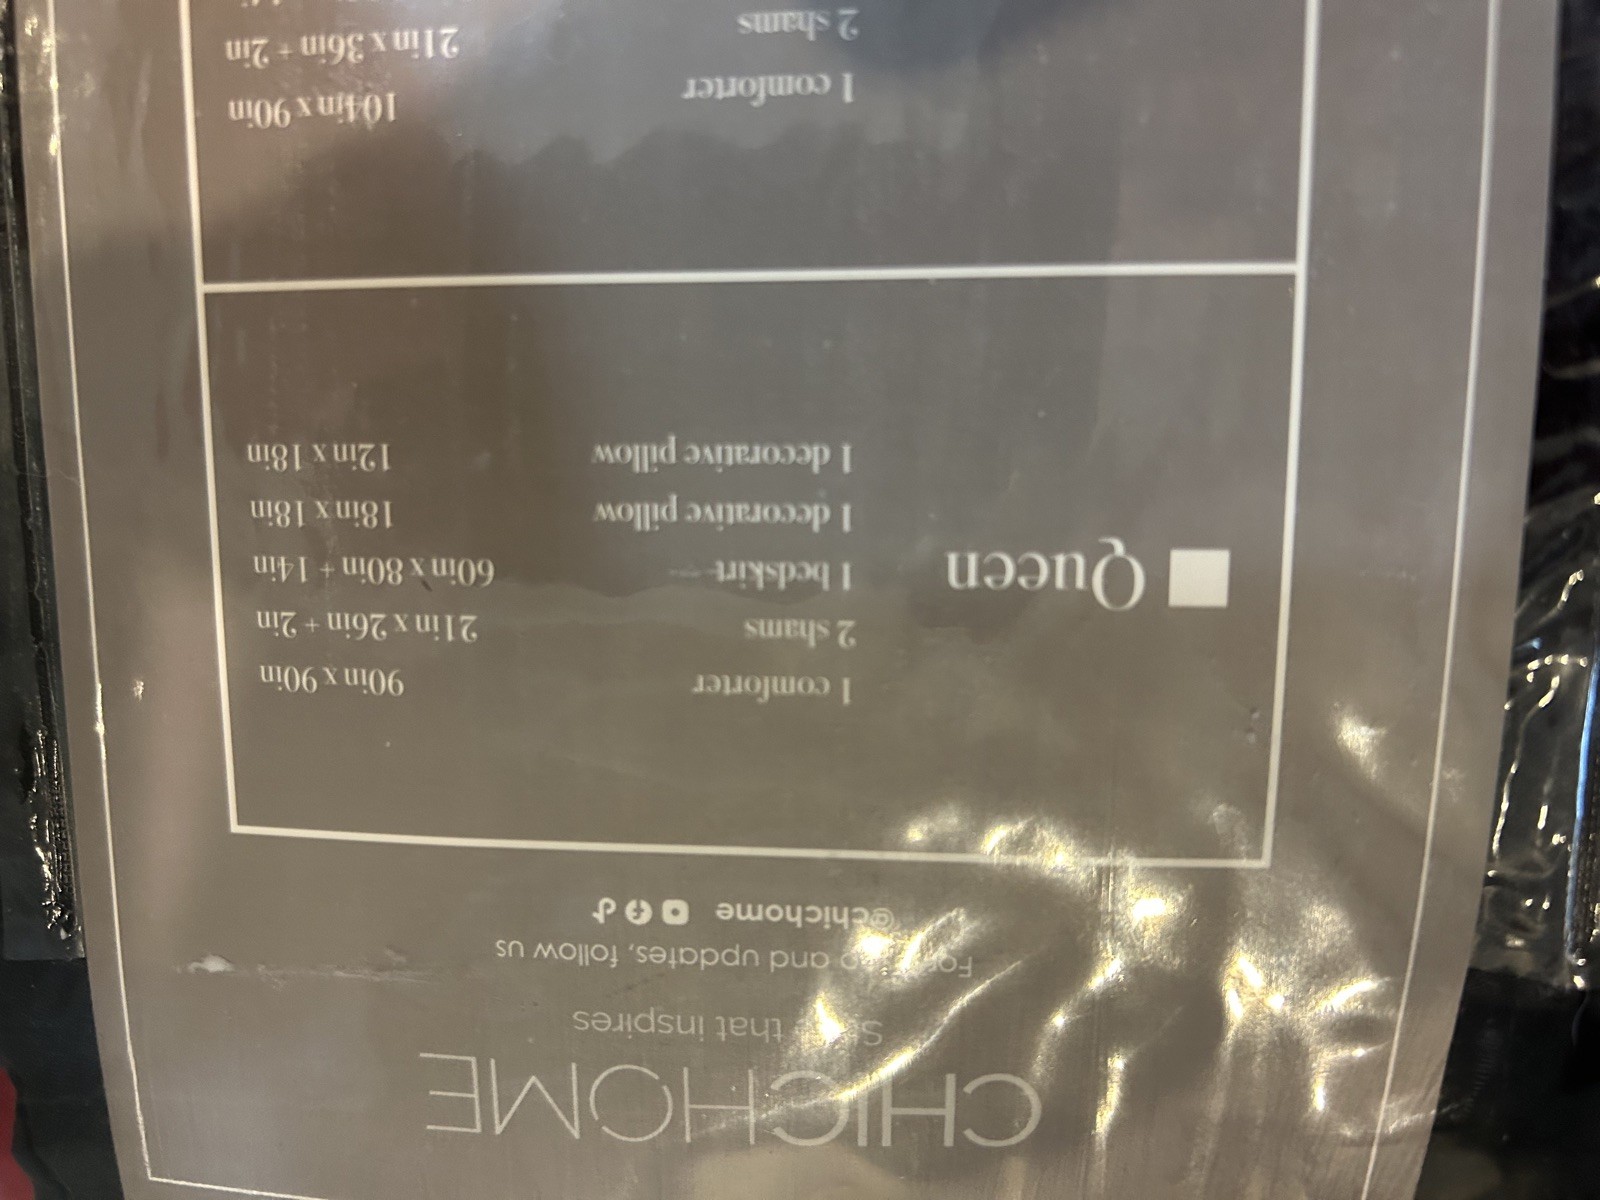 CHICHOME
that inspires
and updates, follow us
@chichome
Queen
1 comforter 90in x 90in
2 shams 21in x 26in + 2in
1 bedskirt 60in x 80in + 14in
1 decorative pillow 18in x 18in
1 decorative pillow 12in x 18in
1 comforter 104in x 90in
2 shams 21in x 36in + 2in